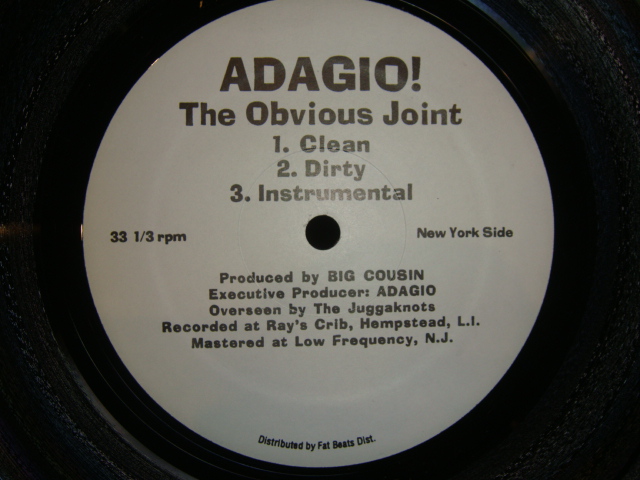 ADAGIO!
The Obvious Joint
1. Clean
2. Dirty
3. Instrumental
33 1/3 rpm
New York Side
Produced by BIG COUSIN
Executive Producer: ADAGIO
Overseen by The Juggaknots
Recorded at Ray's Crib, Hempstead, L.I.
Mastered at Low Frequency, N.J.
Distributed by Fat Beats Dist.